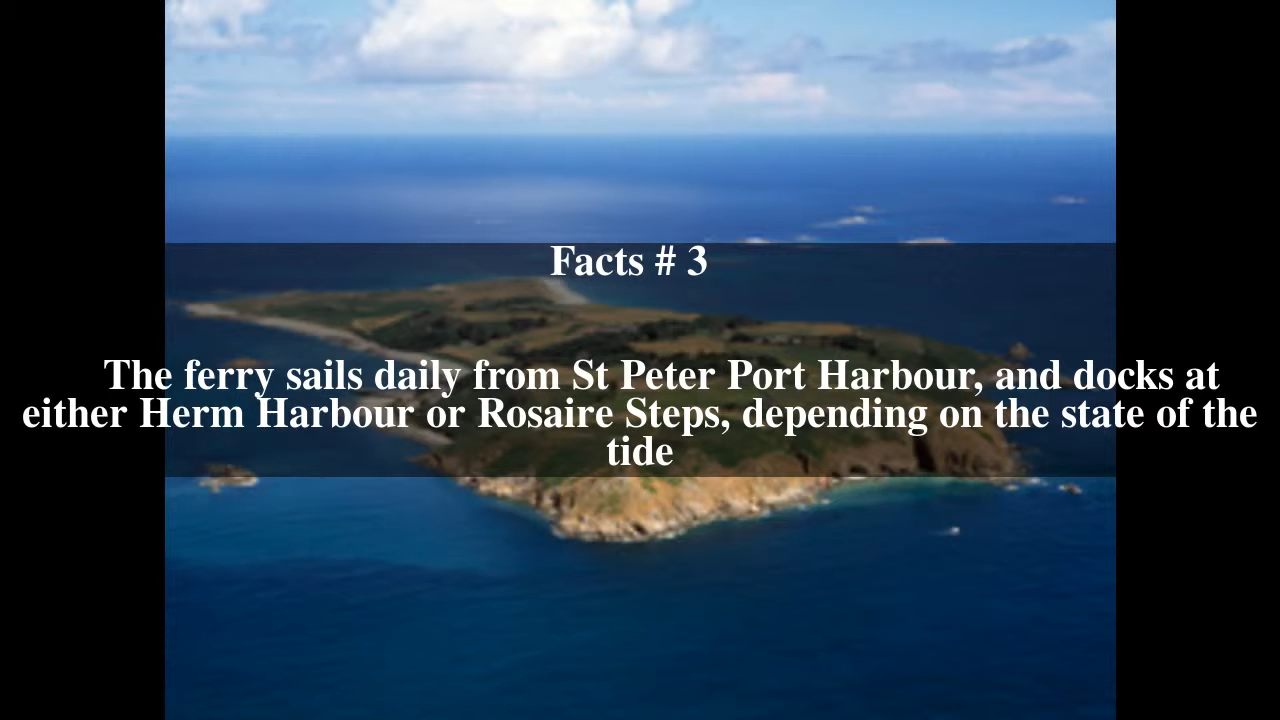 Facts # 3
The ferry sails daily from St Peter Port Harbour, and docks at
either Herm Harbour or Rosaire Steps, depending on the state of the
tide